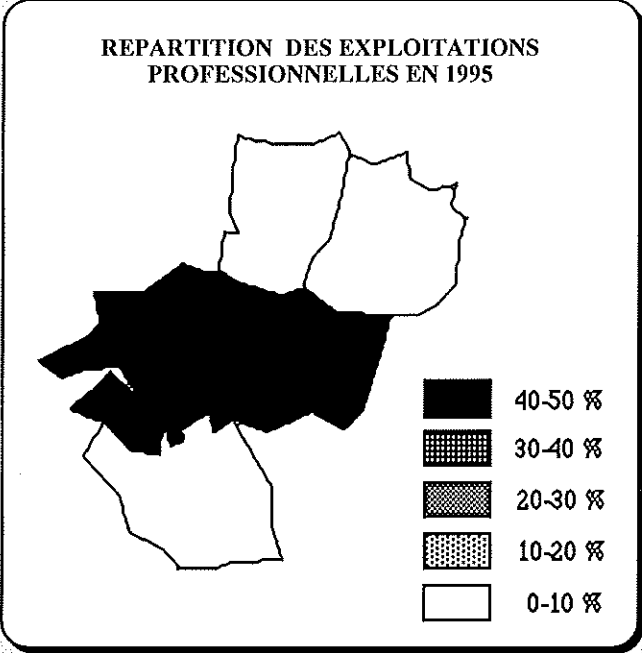 REPARTITION DES EXPLOITATIONS
PROFESSIONNELLES EN 1995
40-50 %
30-40 %
20-30 %
10-20 %
0-10 %